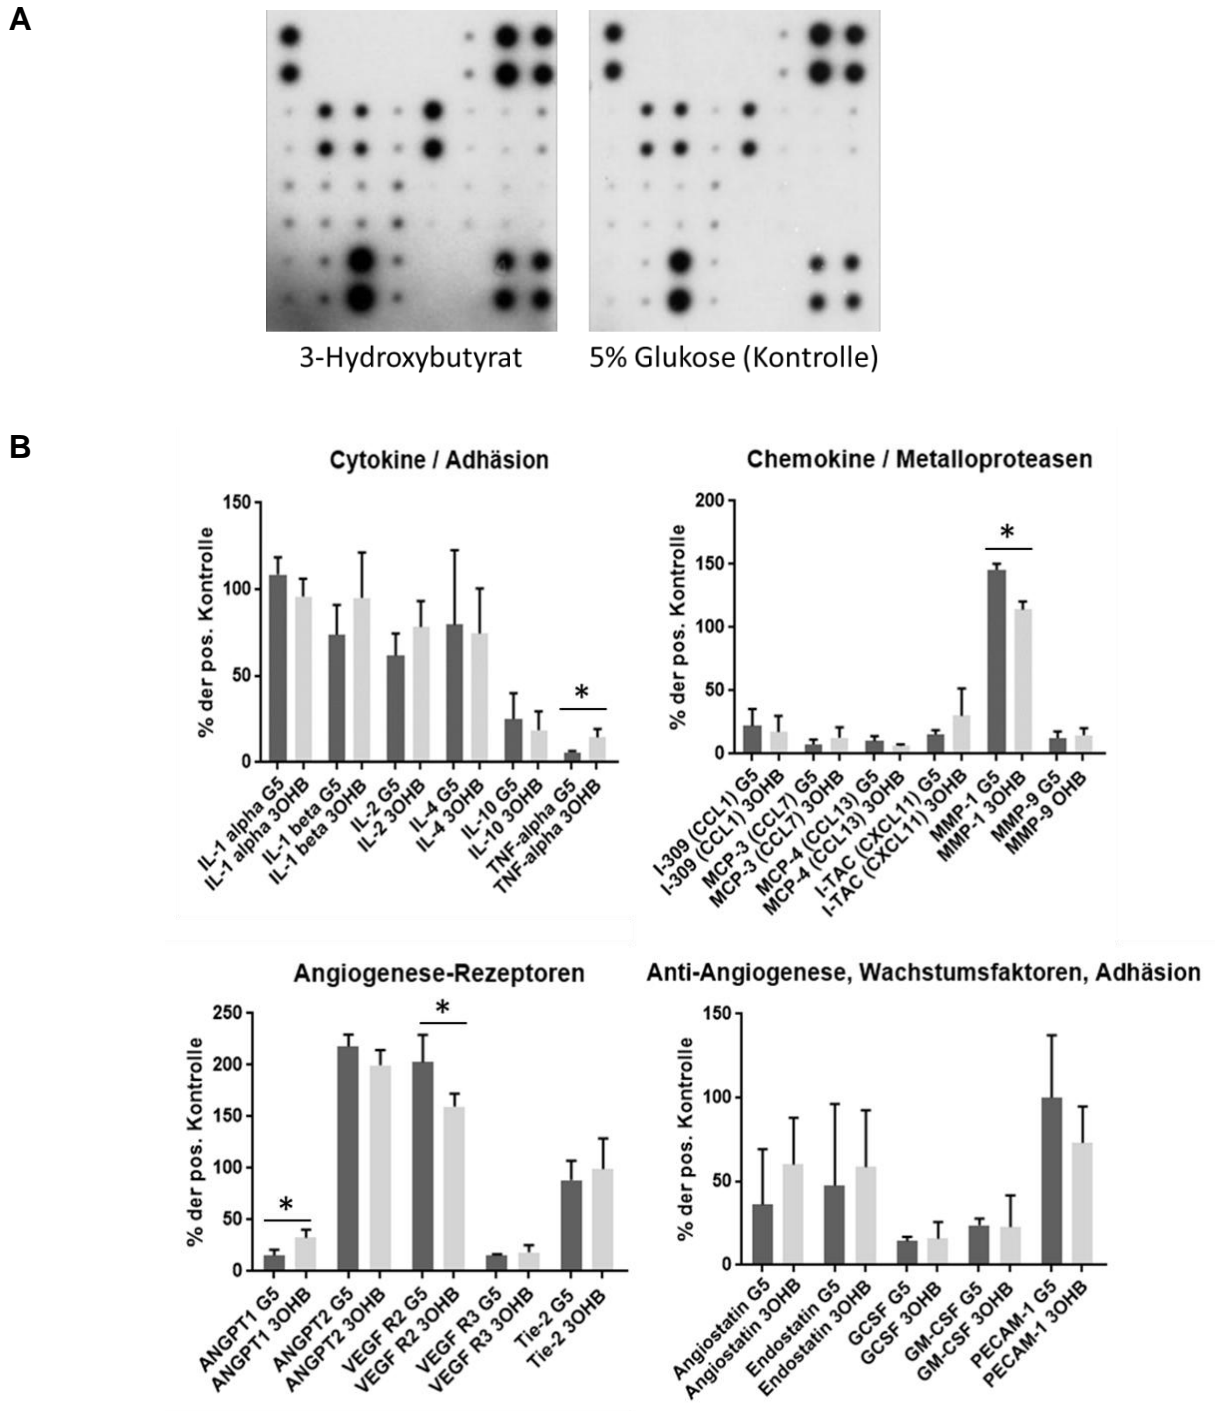 A
3-Hydroxybutyrat
5% Glukose (Kontrolle)
B
Cytokine / Adhäsion
% der pos. Kontrolle
150
100
50
0
*
IL-1 alpha G5
IL-1 alpha 3OHB
IL-1 beta G5
IL-1 beta 3OHB
IL-2 G5
IL-2 3OHB
IL-4 G5
IL-4 3OHB
IL-10 G5
IL-10 3OHB
TNF-alpha G5
TNF-alpha 3OHB
Chemokine / Metalloproteasen
% der pos. Kontrolle
200
150
100
50
0
*
I-309 (CCL1) G5
I-309 (CCL1) 3OHB
MCP-3 (CCL7) G5
MCP-3 (CCL7) 3OHB
MCP-4 (CCL13) G5
MCP-4 (CCL13) 3OHB
I-TAC (CXCL11) G5
I-TAC (CXCL11) 3OHB
MMP-1 G5
MMP-1 3OHB
MMP-9 G5
MMP-9 OHB
Angiogenese-Rezeptoren
% der pos. Kontrolle
250
200
150
100
50
0
*
*
ANGPT1 G5
ANGPT1 3OHB
ANGPT2 G5
ANGPT2 3OHB
VEGF R2 G5
VEGF R2 3OHB
VEGF R3 G5
VEGF R3 3OHB
Tie-2 G5
Tie-2 3OHB
Anti-Angiogenese, Wachstumsfaktoren, Adhäsion
% der pos. Kontrolle
150
100
50
0
Angiostatin G5
Angiostatin 3OHB
Endostatin G5
Endostatin 3OHB
GCSF G5
GCSF 3OHB
GM-CSF G5
GM-CSF 3OHB
PECAM-1 G5
PECAM-1 3OHB